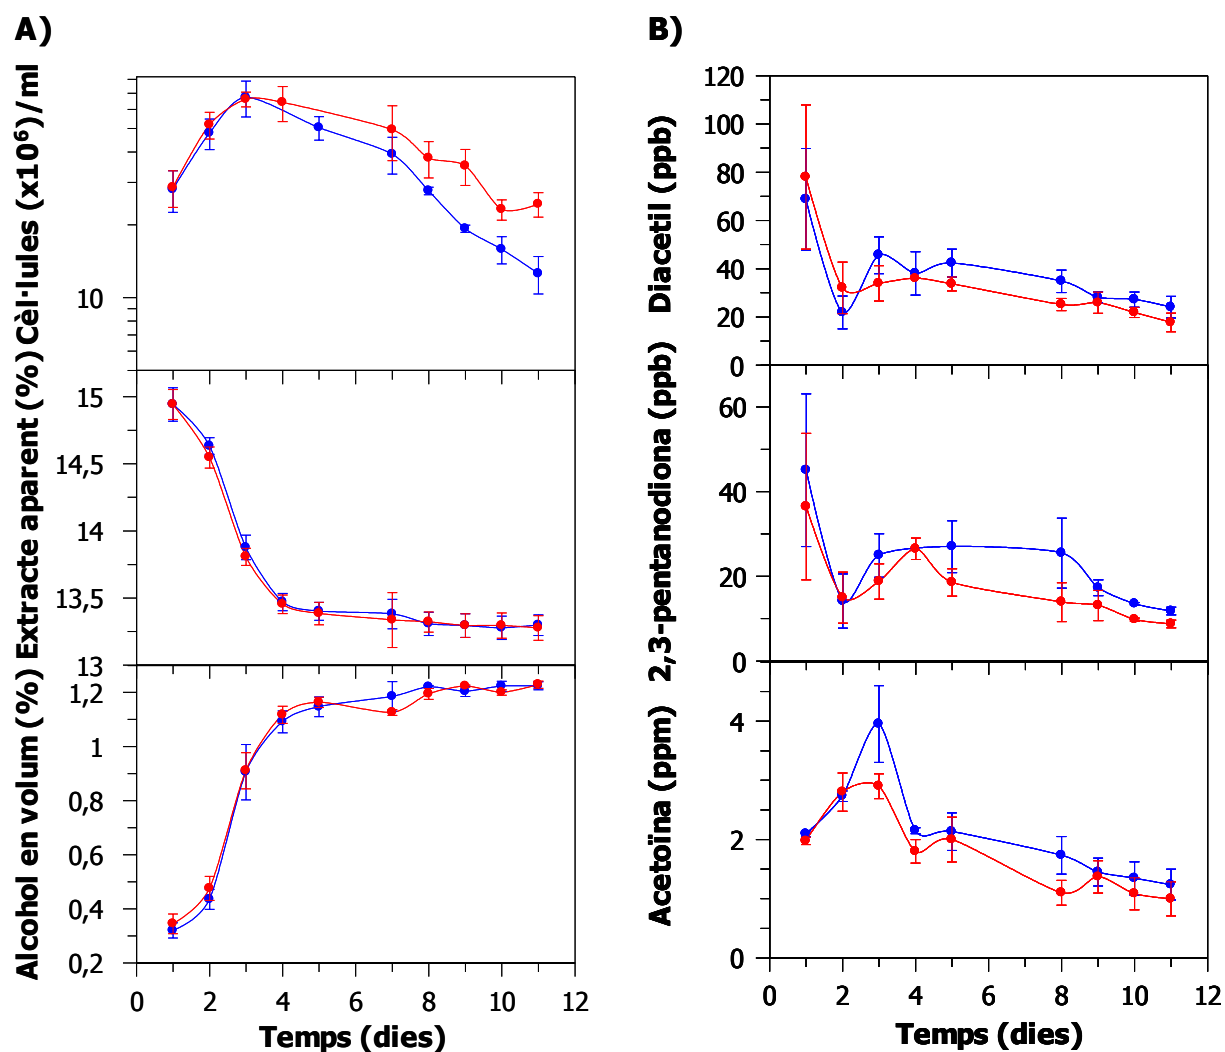 A)
Cèl·lules (x10⁶)/ml
10
Extracte aparent (%)
15
14,5
14
13,5
13
Alcohol en volum (%)
1,2
1
0,8
0,6
0,4
0,2
0 2 4 6 8 10 12
Temps (dies)
B)
Diacetil (ppb)
120
100
80
60
40
20
0
2,3-pentanodiona (ppb)
60
40
20
0
Acetoïna (ppm)
4
2
0
0 2 4 6 8 10 12
Temps (dies)